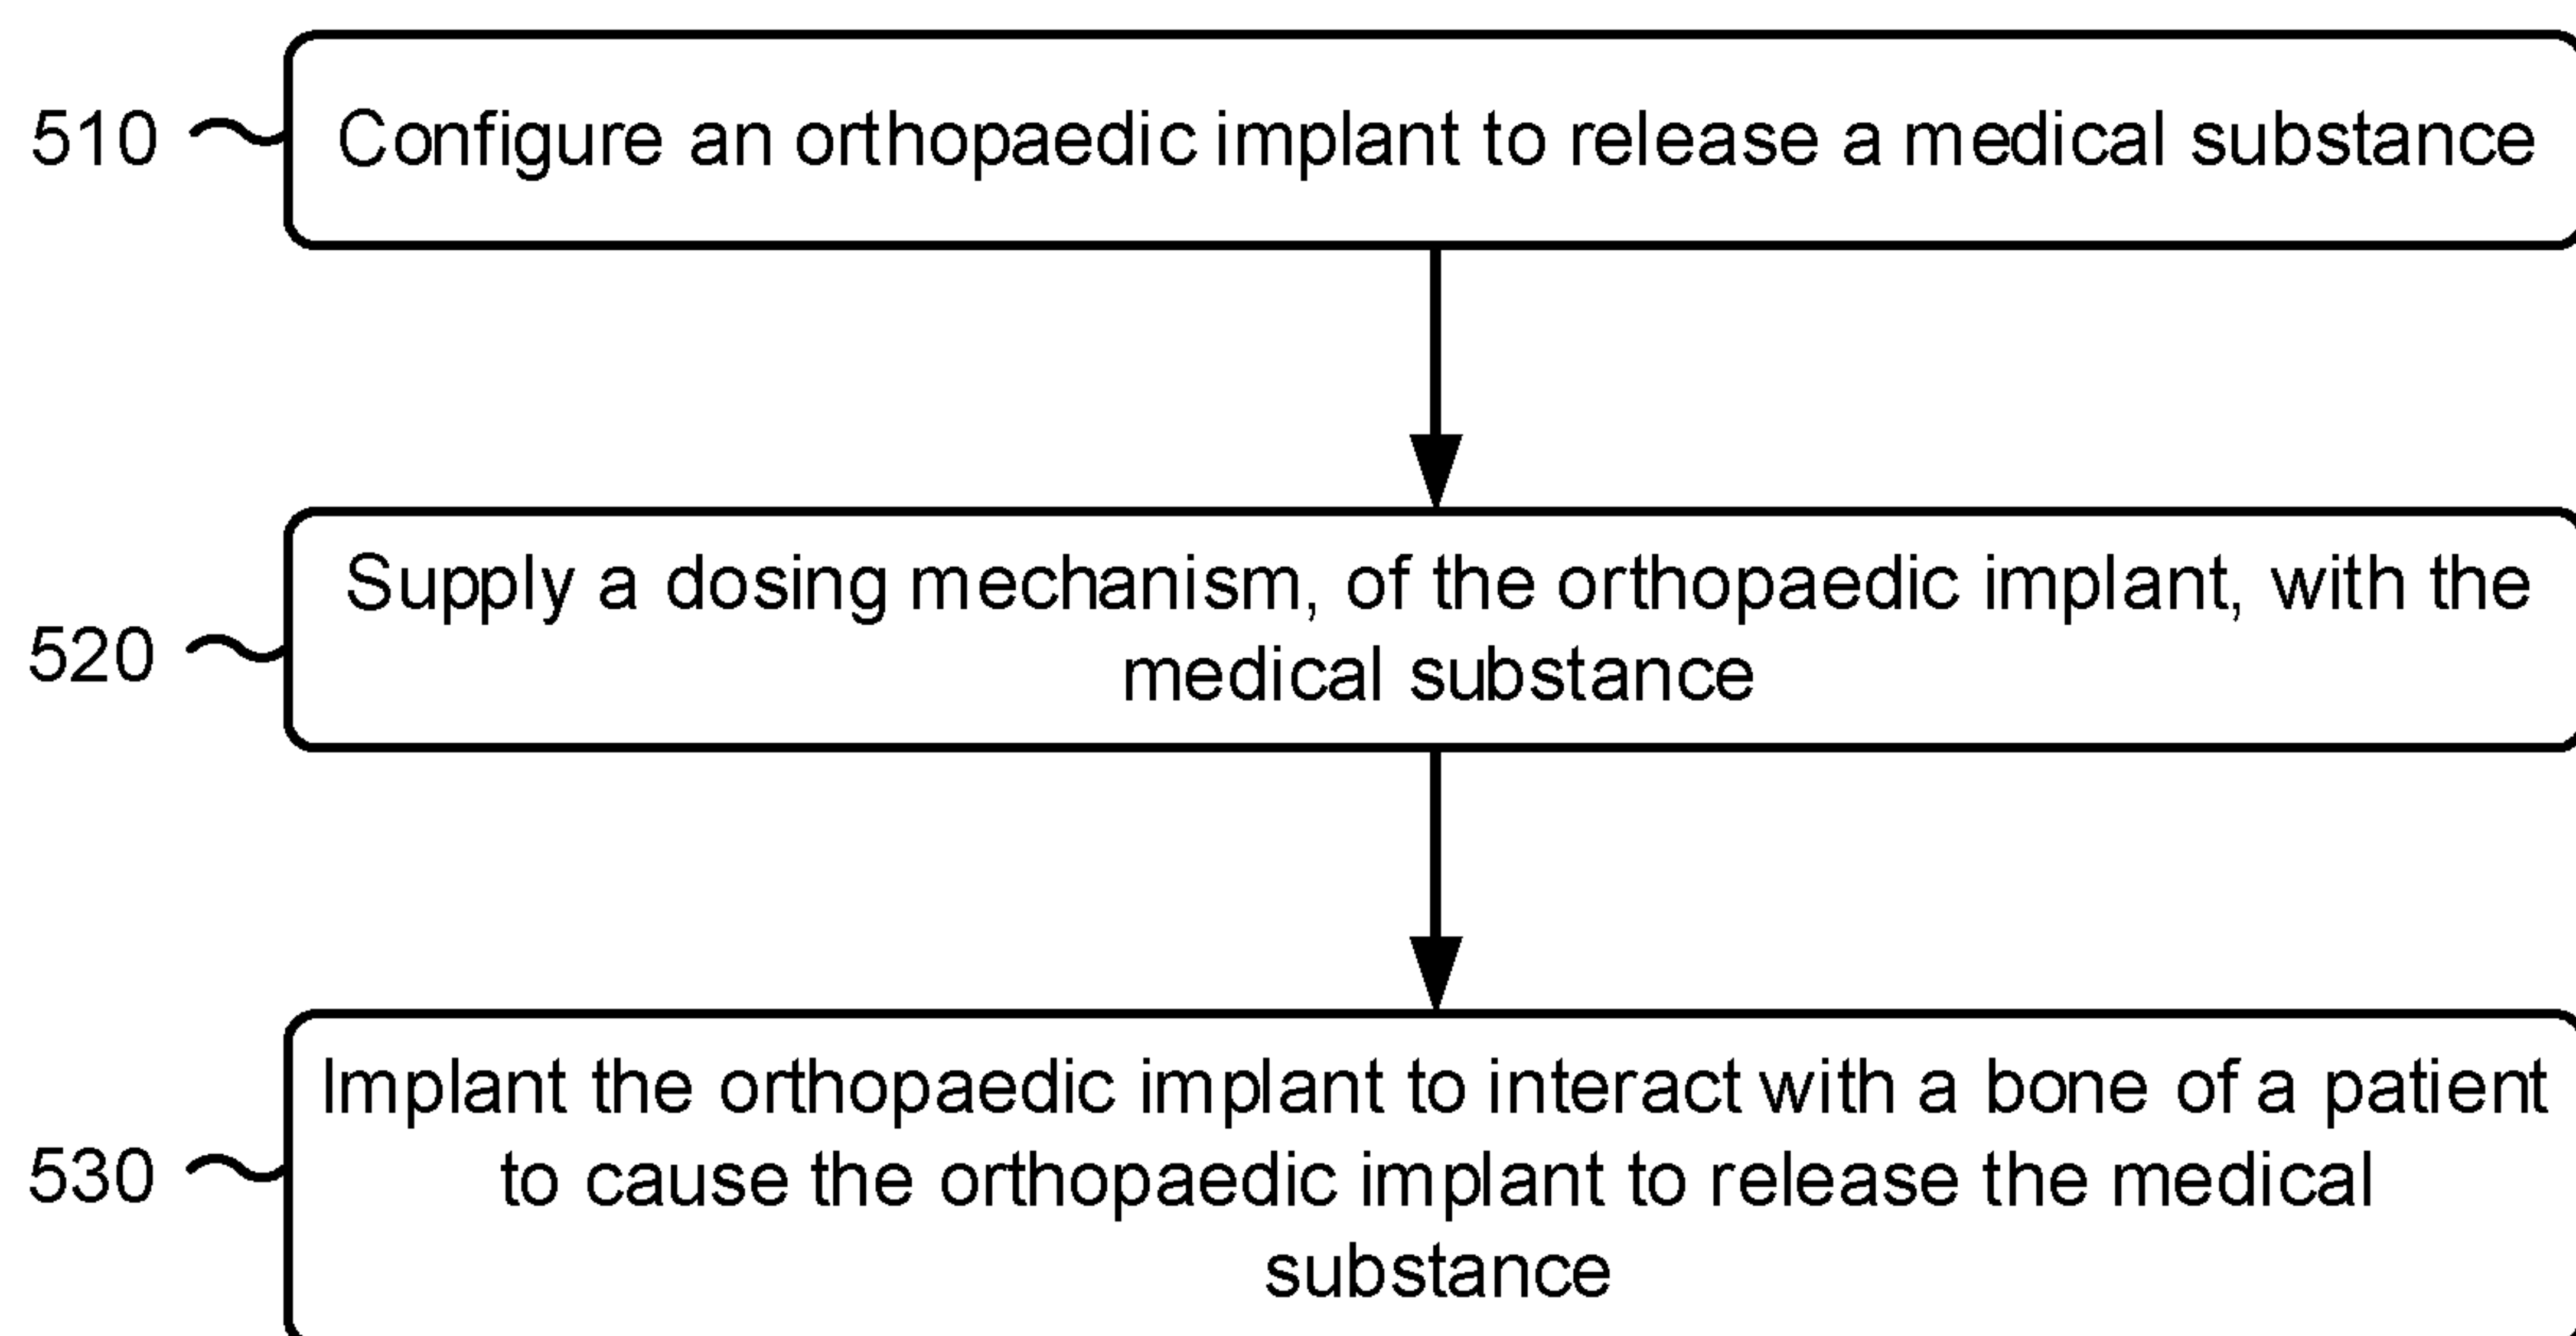 510 Configure an orthopaedic implant to release a medical substance
Supply a dosing mechanism, of the orthopaedic implant, with the
520
medical substance
Implant the orthopaedic implant to interact with a bone of a patient
530 to cause the orthopaedic implant to release the medical
substance